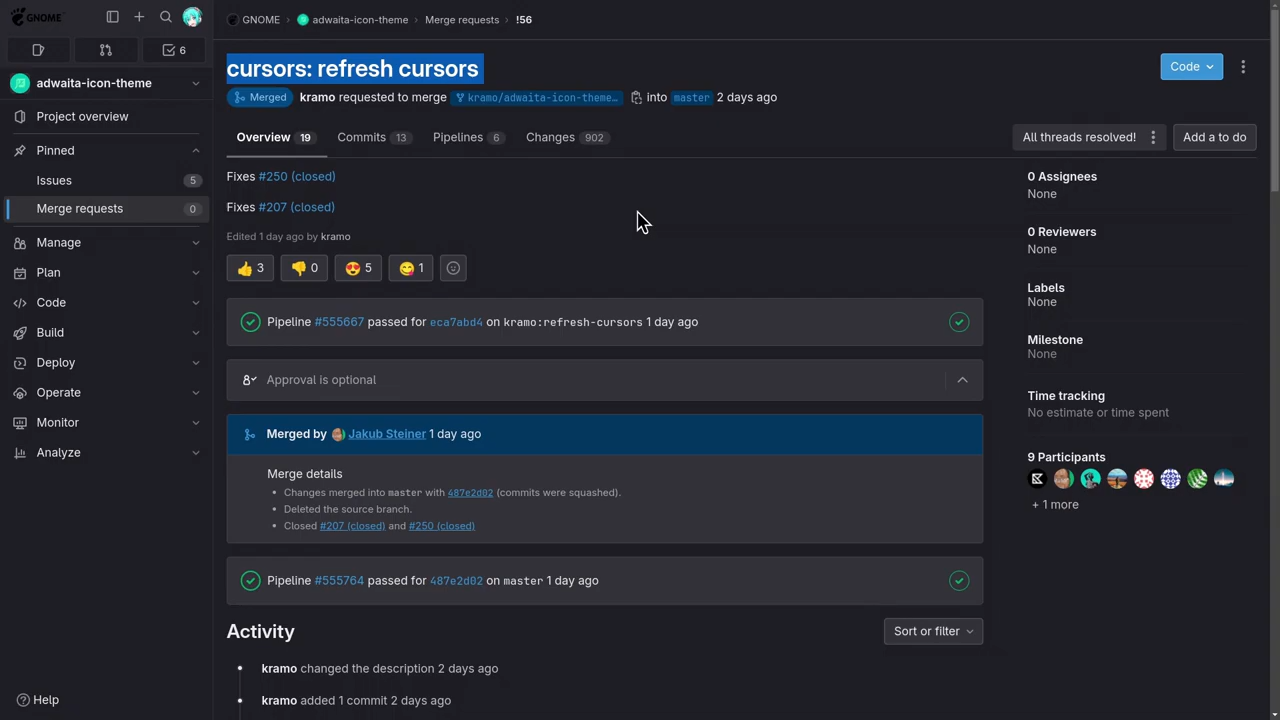 GNOME
GNOME › adwaita-icon-theme › Merge requests › !56
6
adwaita-icon-theme
Project overview
Pinned
Issues 5
Merge requests 0
Manage
Plan
Code
Build
Deploy
Operate
Monitor
Analyze
Help
cursors: refresh cursors
Code
Merged kramo requested to merge kramo/adwaita-icon-theme… into master 2 days ago
Overview 19 Commits 13 Pipelines 6 Changes 902
All threads resolved! Add a to do
Fixes #250 (closed)
Fixes #207 (closed)
Edited 1 day ago by kramo
👍 3 👎 0 😍 5 😋 1
Pipeline #555667 passed for eca7abd4 on kramo:refresh-cursors 1 day ago
Approval is optional
Merged by Jakub Steiner 1 day ago
Merge details
• Changes merged into master with 487e2d02 (commits were squashed).
• Deleted the source branch.
• Closed #207 (closed) and #250 (closed)
Pipeline #555764 passed for 487e2d02 on master 1 day ago
Activity
Sort or filter
kramo changed the description 2 days ago
kramo added 1 commit 2 days ago
0 Assignees
None
0 Reviewers
None
Labels
None
Milestone
None
Time tracking
No estimate or time spent
9 Participants
+ 1 more